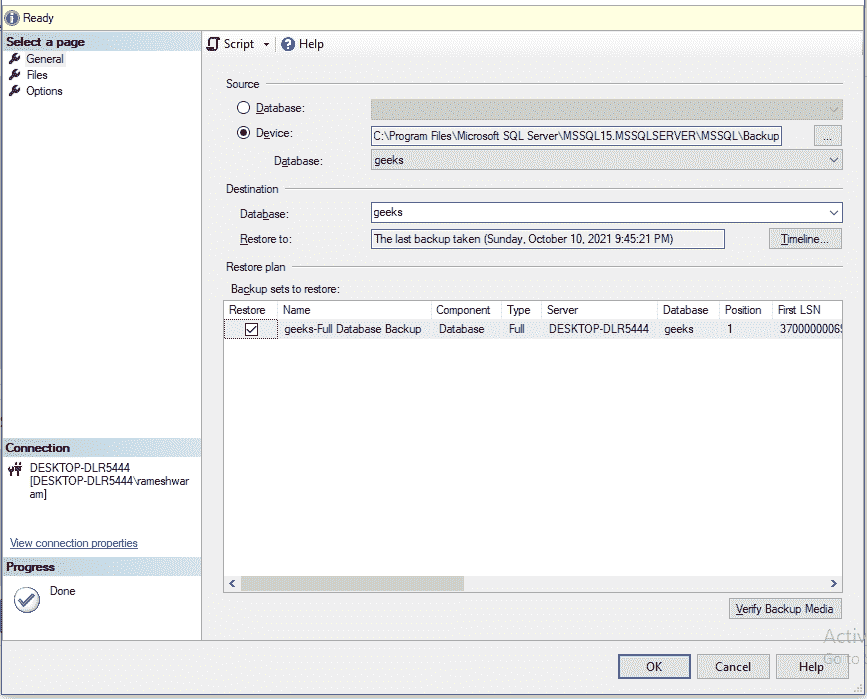 Ready
Select a page
General
Files
Options
Script
Help
Source
Database:
Device:
C:\Program Files\Microsoft SQL Server\MSSQL15.MSSQLSERVER\MSSQL\Backup
...
Database:
geeks
Destination
Database:
geeks
Restore to:
The last backup taken (Sunday, October 10, 2021 9:45:21 PM)
Timeline...
Restore plan
Backup sets to restore:
Restore Name Component Type Server Database Position First LSN
geeks-Full Database Backup Database Full DESKTOP-DLR5444 geeks 1
Connection
DESKTOP-DLR5444
[DESKTOP-DLR5444\rameshwar
am]
View connection properties
Progress
Done
Verify Backup Media
Activ
Go to
OK
Cancel
Help